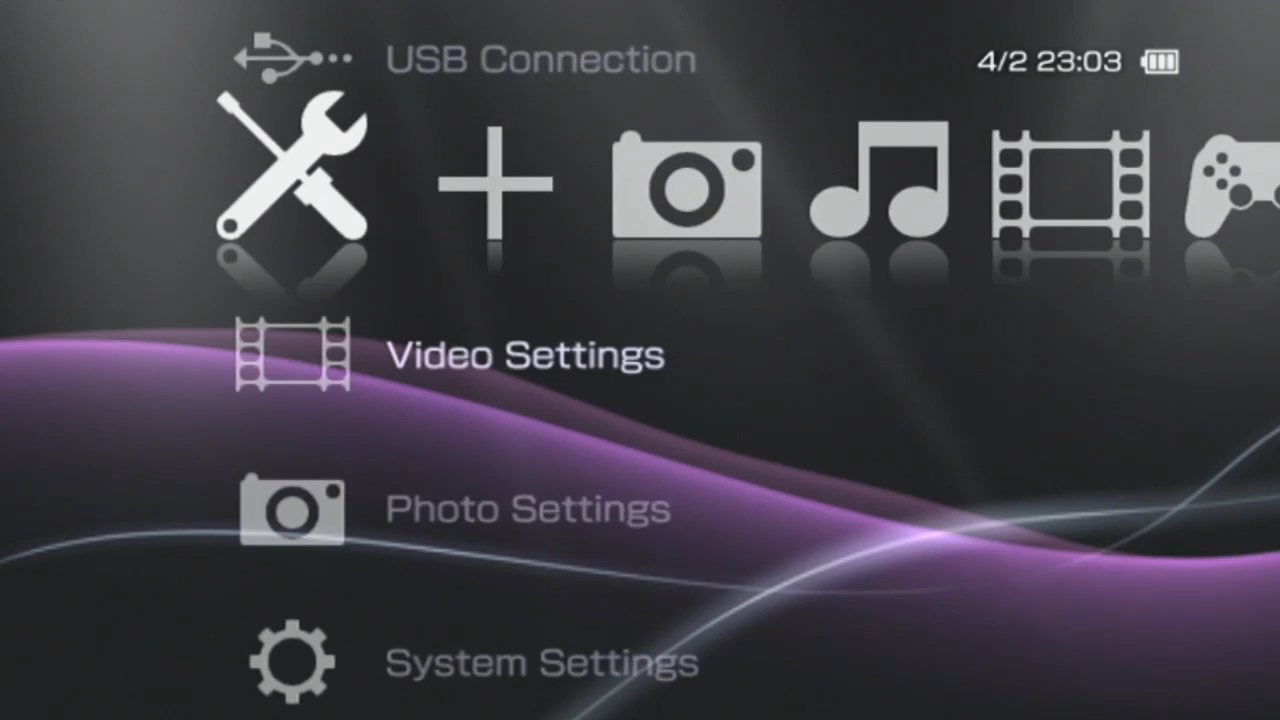 USB Connection
4/2 23:03
Video Settings
Photo Settings
System Settings